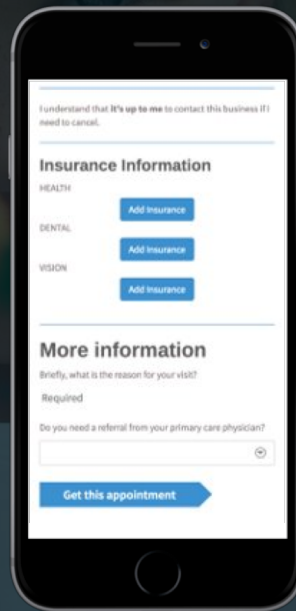 I understand that it's up to me to contact this business if I
need to cancel.
Insurance Information
HEALTH
Add Insurance
DENTAL
Add Insurance
VISION
Add Insurance
More information
Briefly, what is the reason for your visit?
Required
Do you need a referral from your primary care physician?
Get this appointment